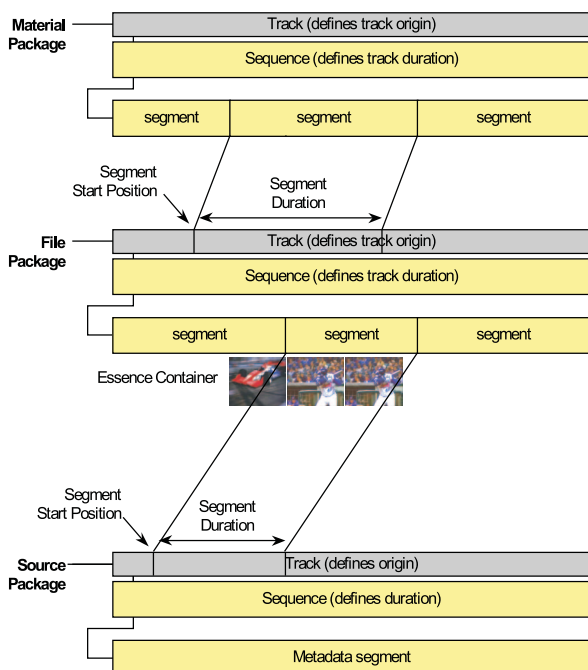 Material
Package
Track (defines track origin)
Sequence (defines track duration)
segment
segment
segment
Segment
Start Position
Segment
Duration
File
Package
Track (defines track origin)
Sequence (defines track duration)
segment
segment
segment
Essence Container
Segment
Start Position
Segment
Duration
Source
Package
Track (defines origin)
Sequence (defines duration)
Metadata segment